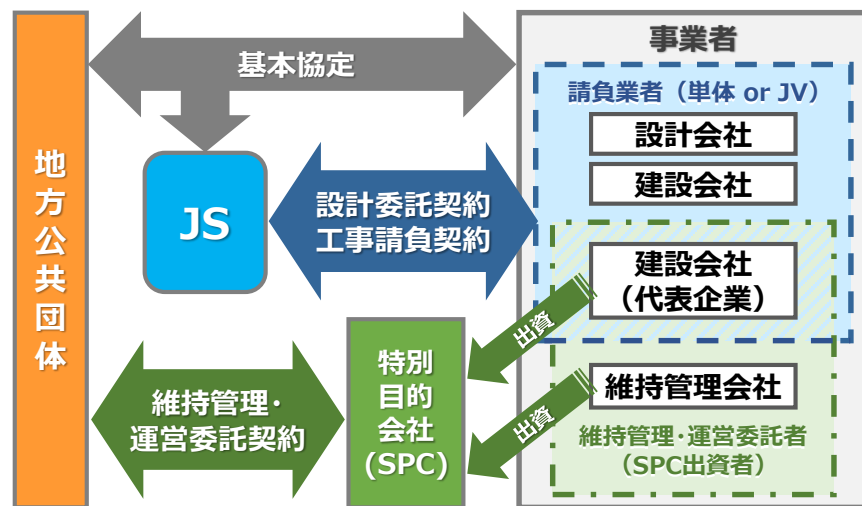 地方公共団体
基本協定
JS
設計委託契約
工事請負契約
維持管理・
運営委託契約
特別
目的
会社
(SPC)
出資
出資
事業者
請負業者（単体 or JV）
設計会社
建設会社
建設会社
（代表企業）
維持管理会社
維持管理・運営委託者
（SPC出資者）